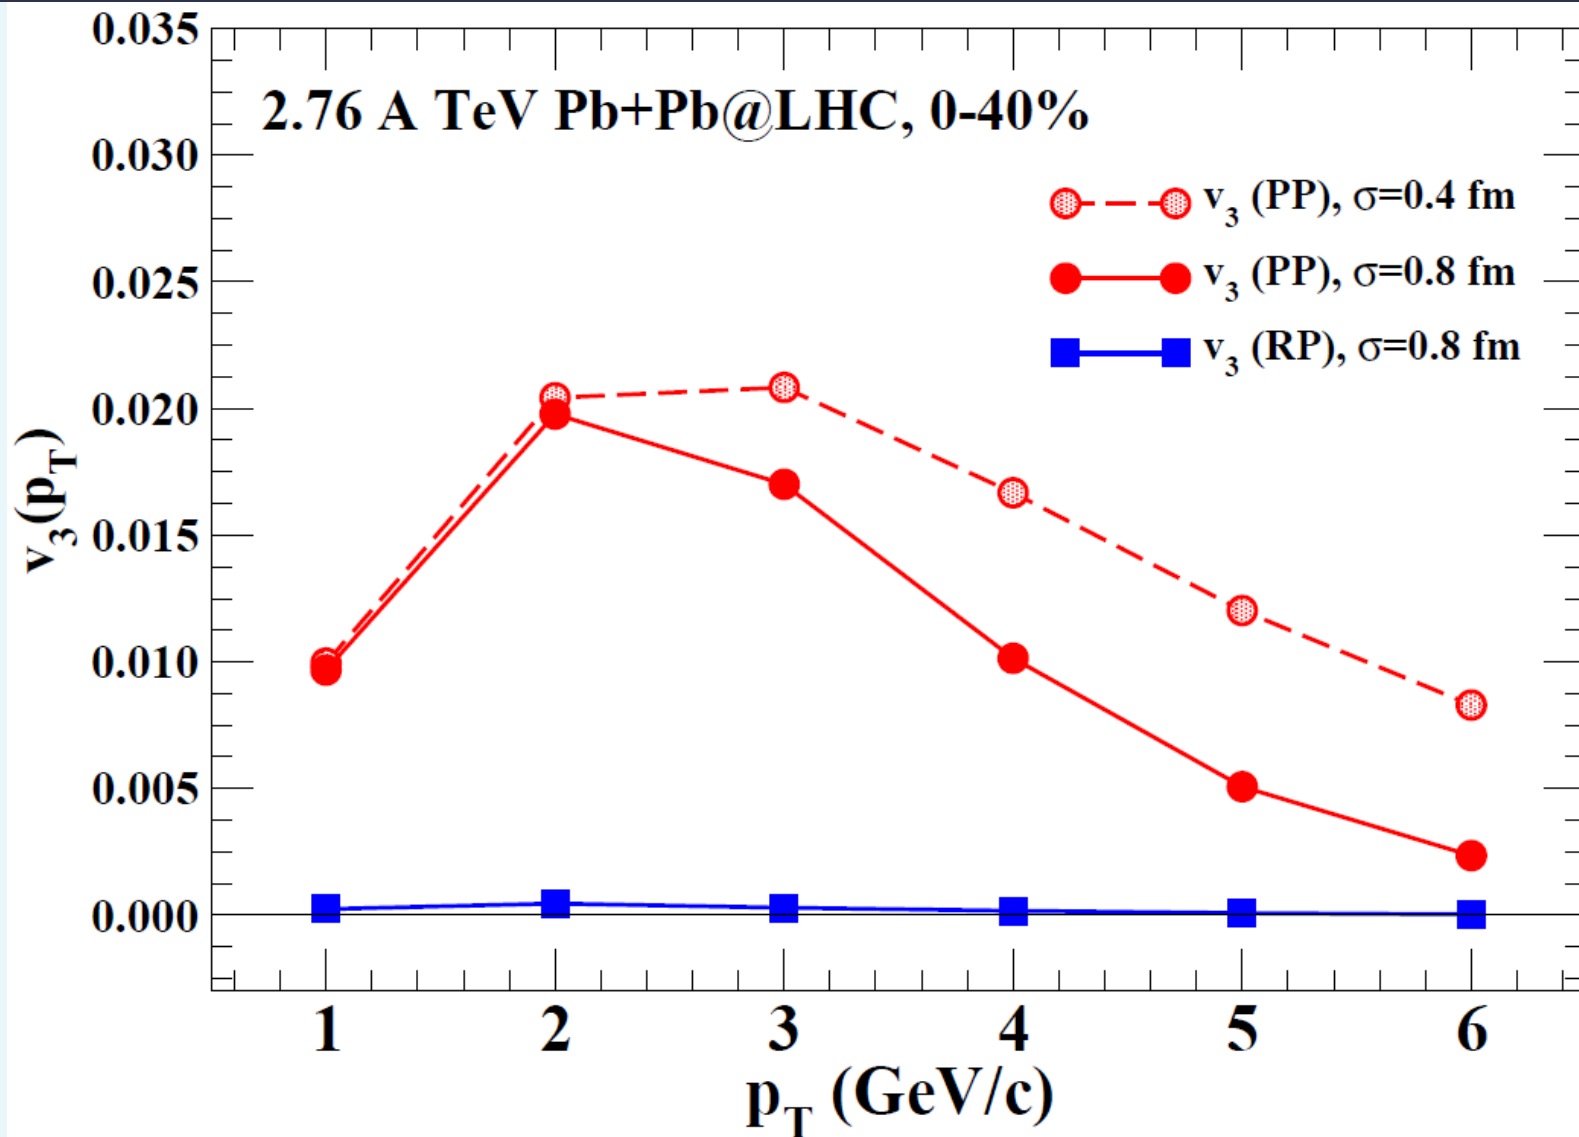 2.76 A TeV Pb+Pb@LHC, 0-40%
v3 (PP), σ=0.4 fm
v3 (PP), σ=0.8 fm
v3 (RP), σ=0.8 fm
v3(pT)
0.035
0.030
0.025
0.020
0.015
0.010
0.005
0.000
1 2 3 4 5 6
pT (GeV/c)